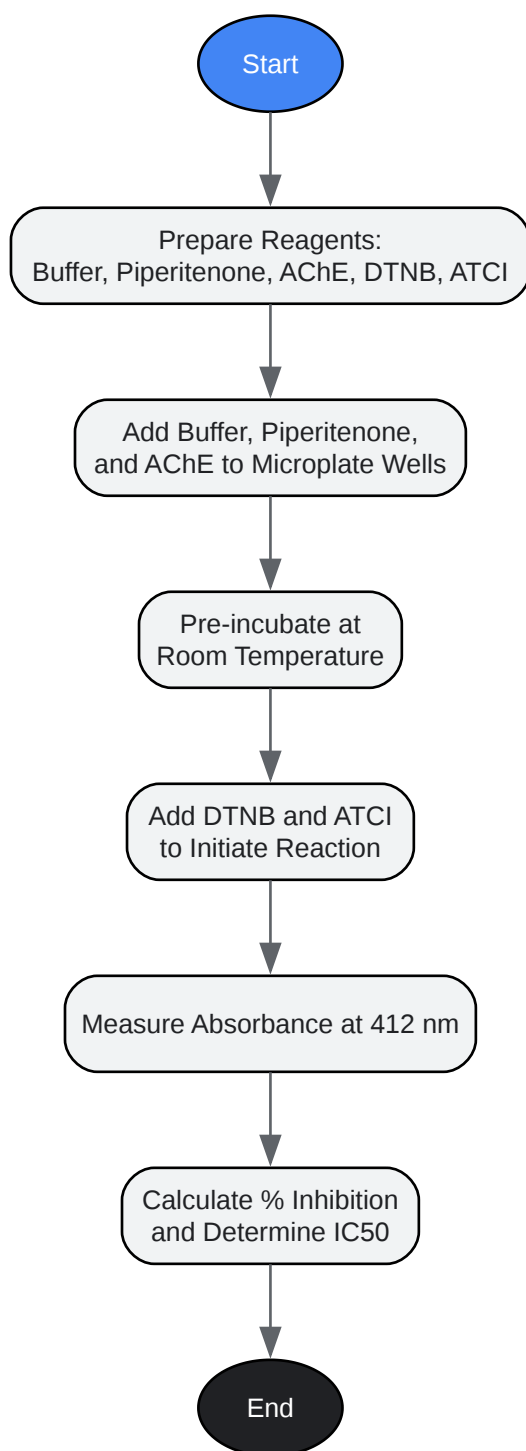 Start
Prepare Reagents:
Buffer, Piperitenone, AChE, DTNB, ATCI
Add Buffer, Piperitenone,
and AChE to Microplate Wells
Pre-incubate at
Room Temperature
Add DTNB and ATCI
to Initiate Reaction
Measure Absorbance at 412 nm
Calculate % Inhibition
and Determine IC50
End